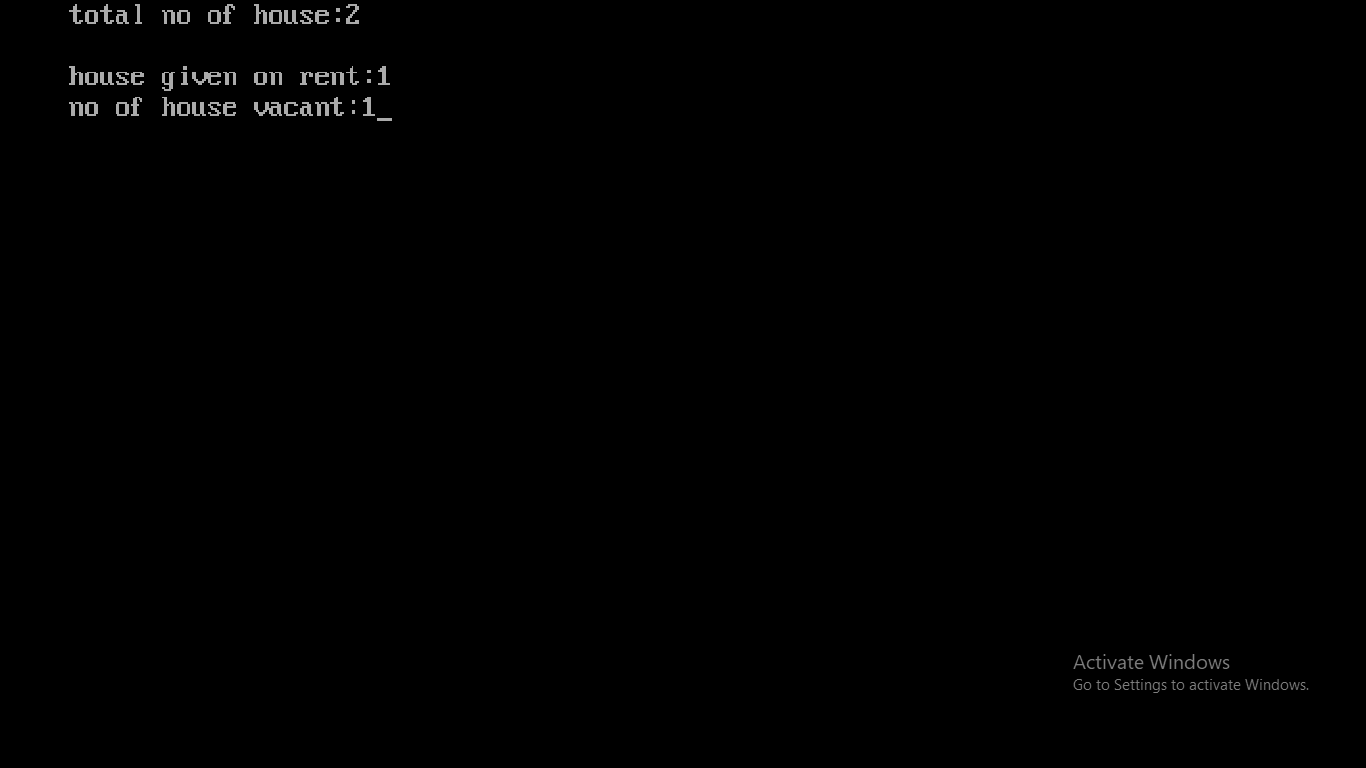 total no of house:2
house given on rent:1
no of house vacant:1_
Activate Windows
Go to Settings to activate Windows.